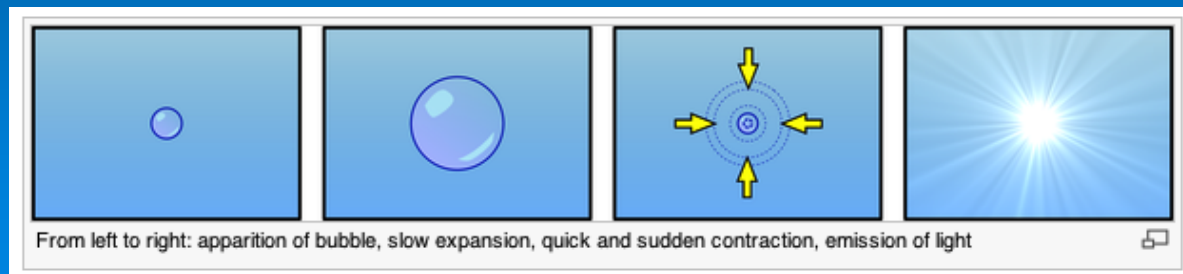 From left to right: apparition of bubble, slow expansion, quick and sudden contraction, emission of light